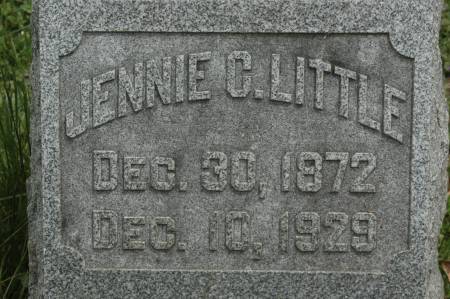 JENNIE C. LITTLE
DEC. 30, 1872
DEC. 10, 1929